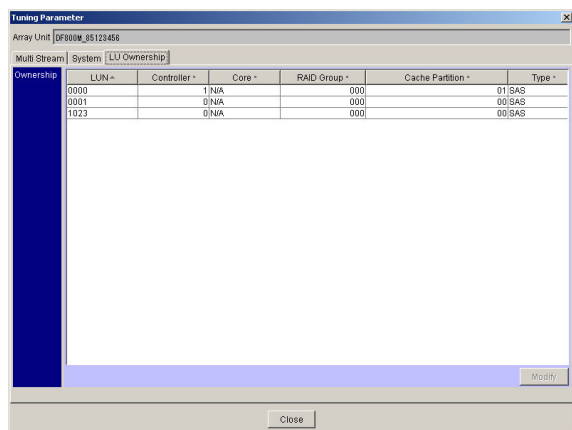 Tuning Parameter
Array Unit DF800M_85123456
Multi Stream System LU Ownership
Ownership LUN Controller Core RAID Group Cache Partition Type
0000 1 N/A 000 01 SAS
0001 0 N/A 000 00 SAS
1023 0 N/A 000 00 SAS
Modify
Close